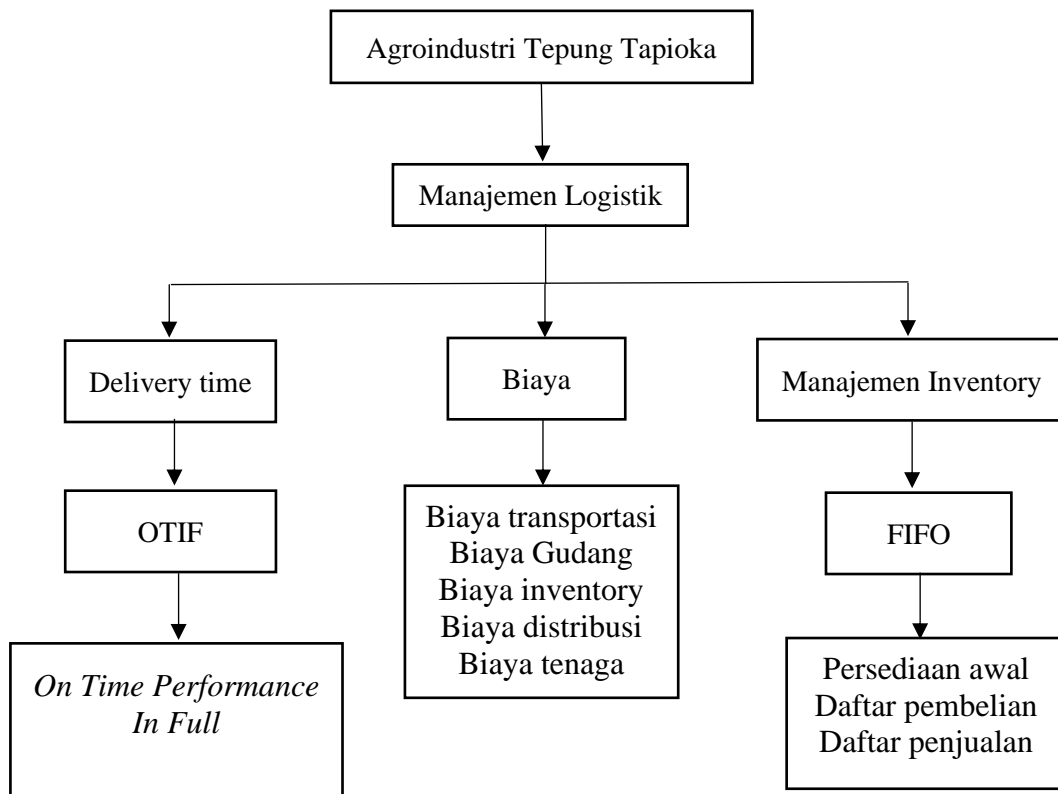 Agroindustri Tepung Tapioka
Manajemen Logistik
Delivery time
Biaya
Manajemen Inventory
OTIF
Biaya transportasi
Biaya Gudang
Biaya inventory
Biaya distribusi
Biaya tenaga
FIFO
On Time Performance
In Full
Persediaan awal
Daftar pembelian
Daftar penjualan